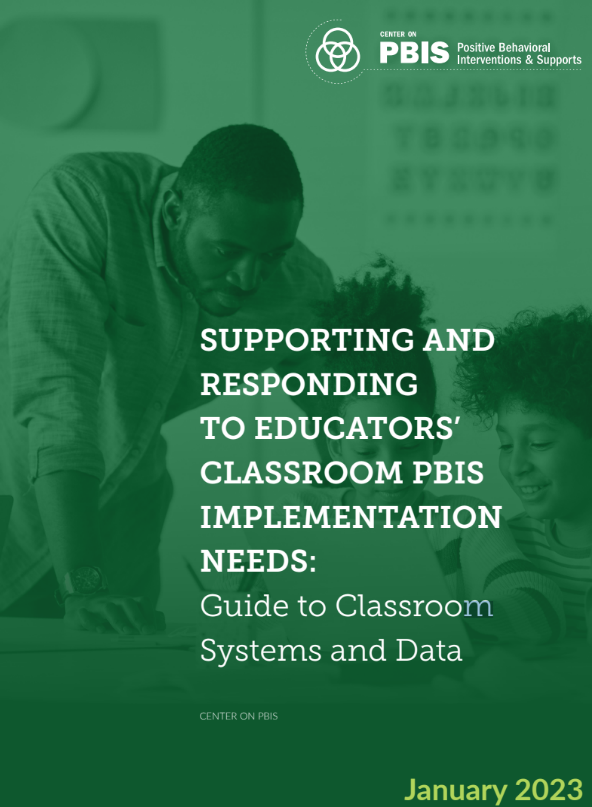 CENTER ON
PBIS Positive Behavioral
Interventions & Supports
SUPPORTING AND
RESPONDING
TO EDUCATORS’
CLASSROOM PBIS
IMPLEMENTATION
NEEDS:
Guide to Classroom
Systems and Data
CENTER ON PBIS
January 2023